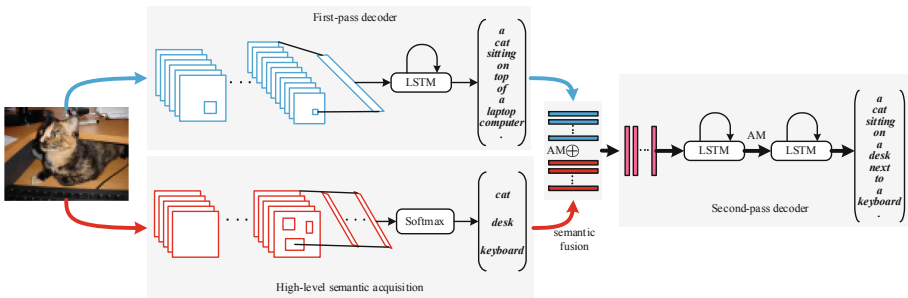 First-pass decoder
LSTM
a
cat
sitting
on
top
of
a
laptop
computer
.
High-level semantic acquisition
Softmax
cat
desk
keyboard
AM⊕
semantic
fusion
LSTM
AM
LSTM
Second-pass decoder
a
cat
sitting
on
a
desk
next
to
a
keyboard
.